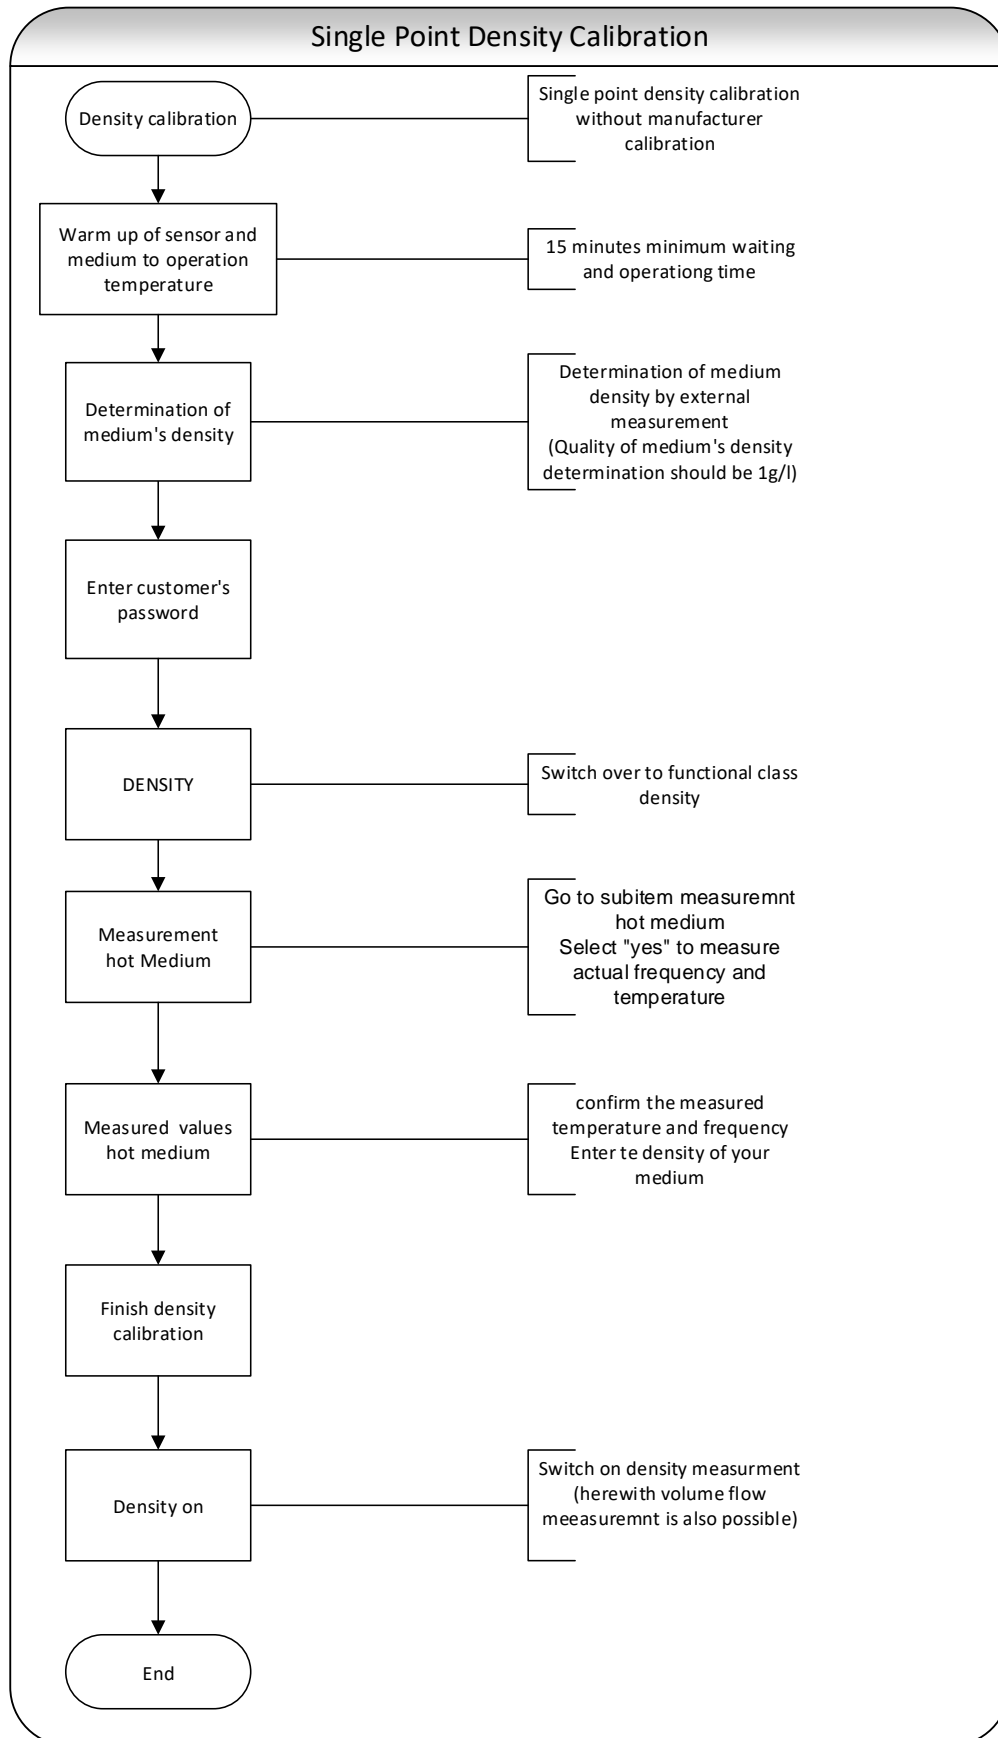 Single Point Density Calibration
Density calibration
Single point density calibration
without manufacturer
calibration
Warm up of sensor and
medium to operation
temperature
15 minutes minimum waiting
and operationg time
Determination of
medium's density
Determination of medium
density by external
measurement
(Quality of medium's density
determination should be 1g/l)
Enter customer's
password
DENSITY
Switch over to functional class
density
Measurement
hot Medium
Go to subitem measuremnt
hot medium
Select "yes" to measure
actual frequency and
temperature
Measured values
hot medium
confirm the measured
temperature and frequency
Enter te density of your
medium
Finish density
calibration
Density on
Switch on density measurment
(herewith volume flow
meeasuremnt is also possible)
End